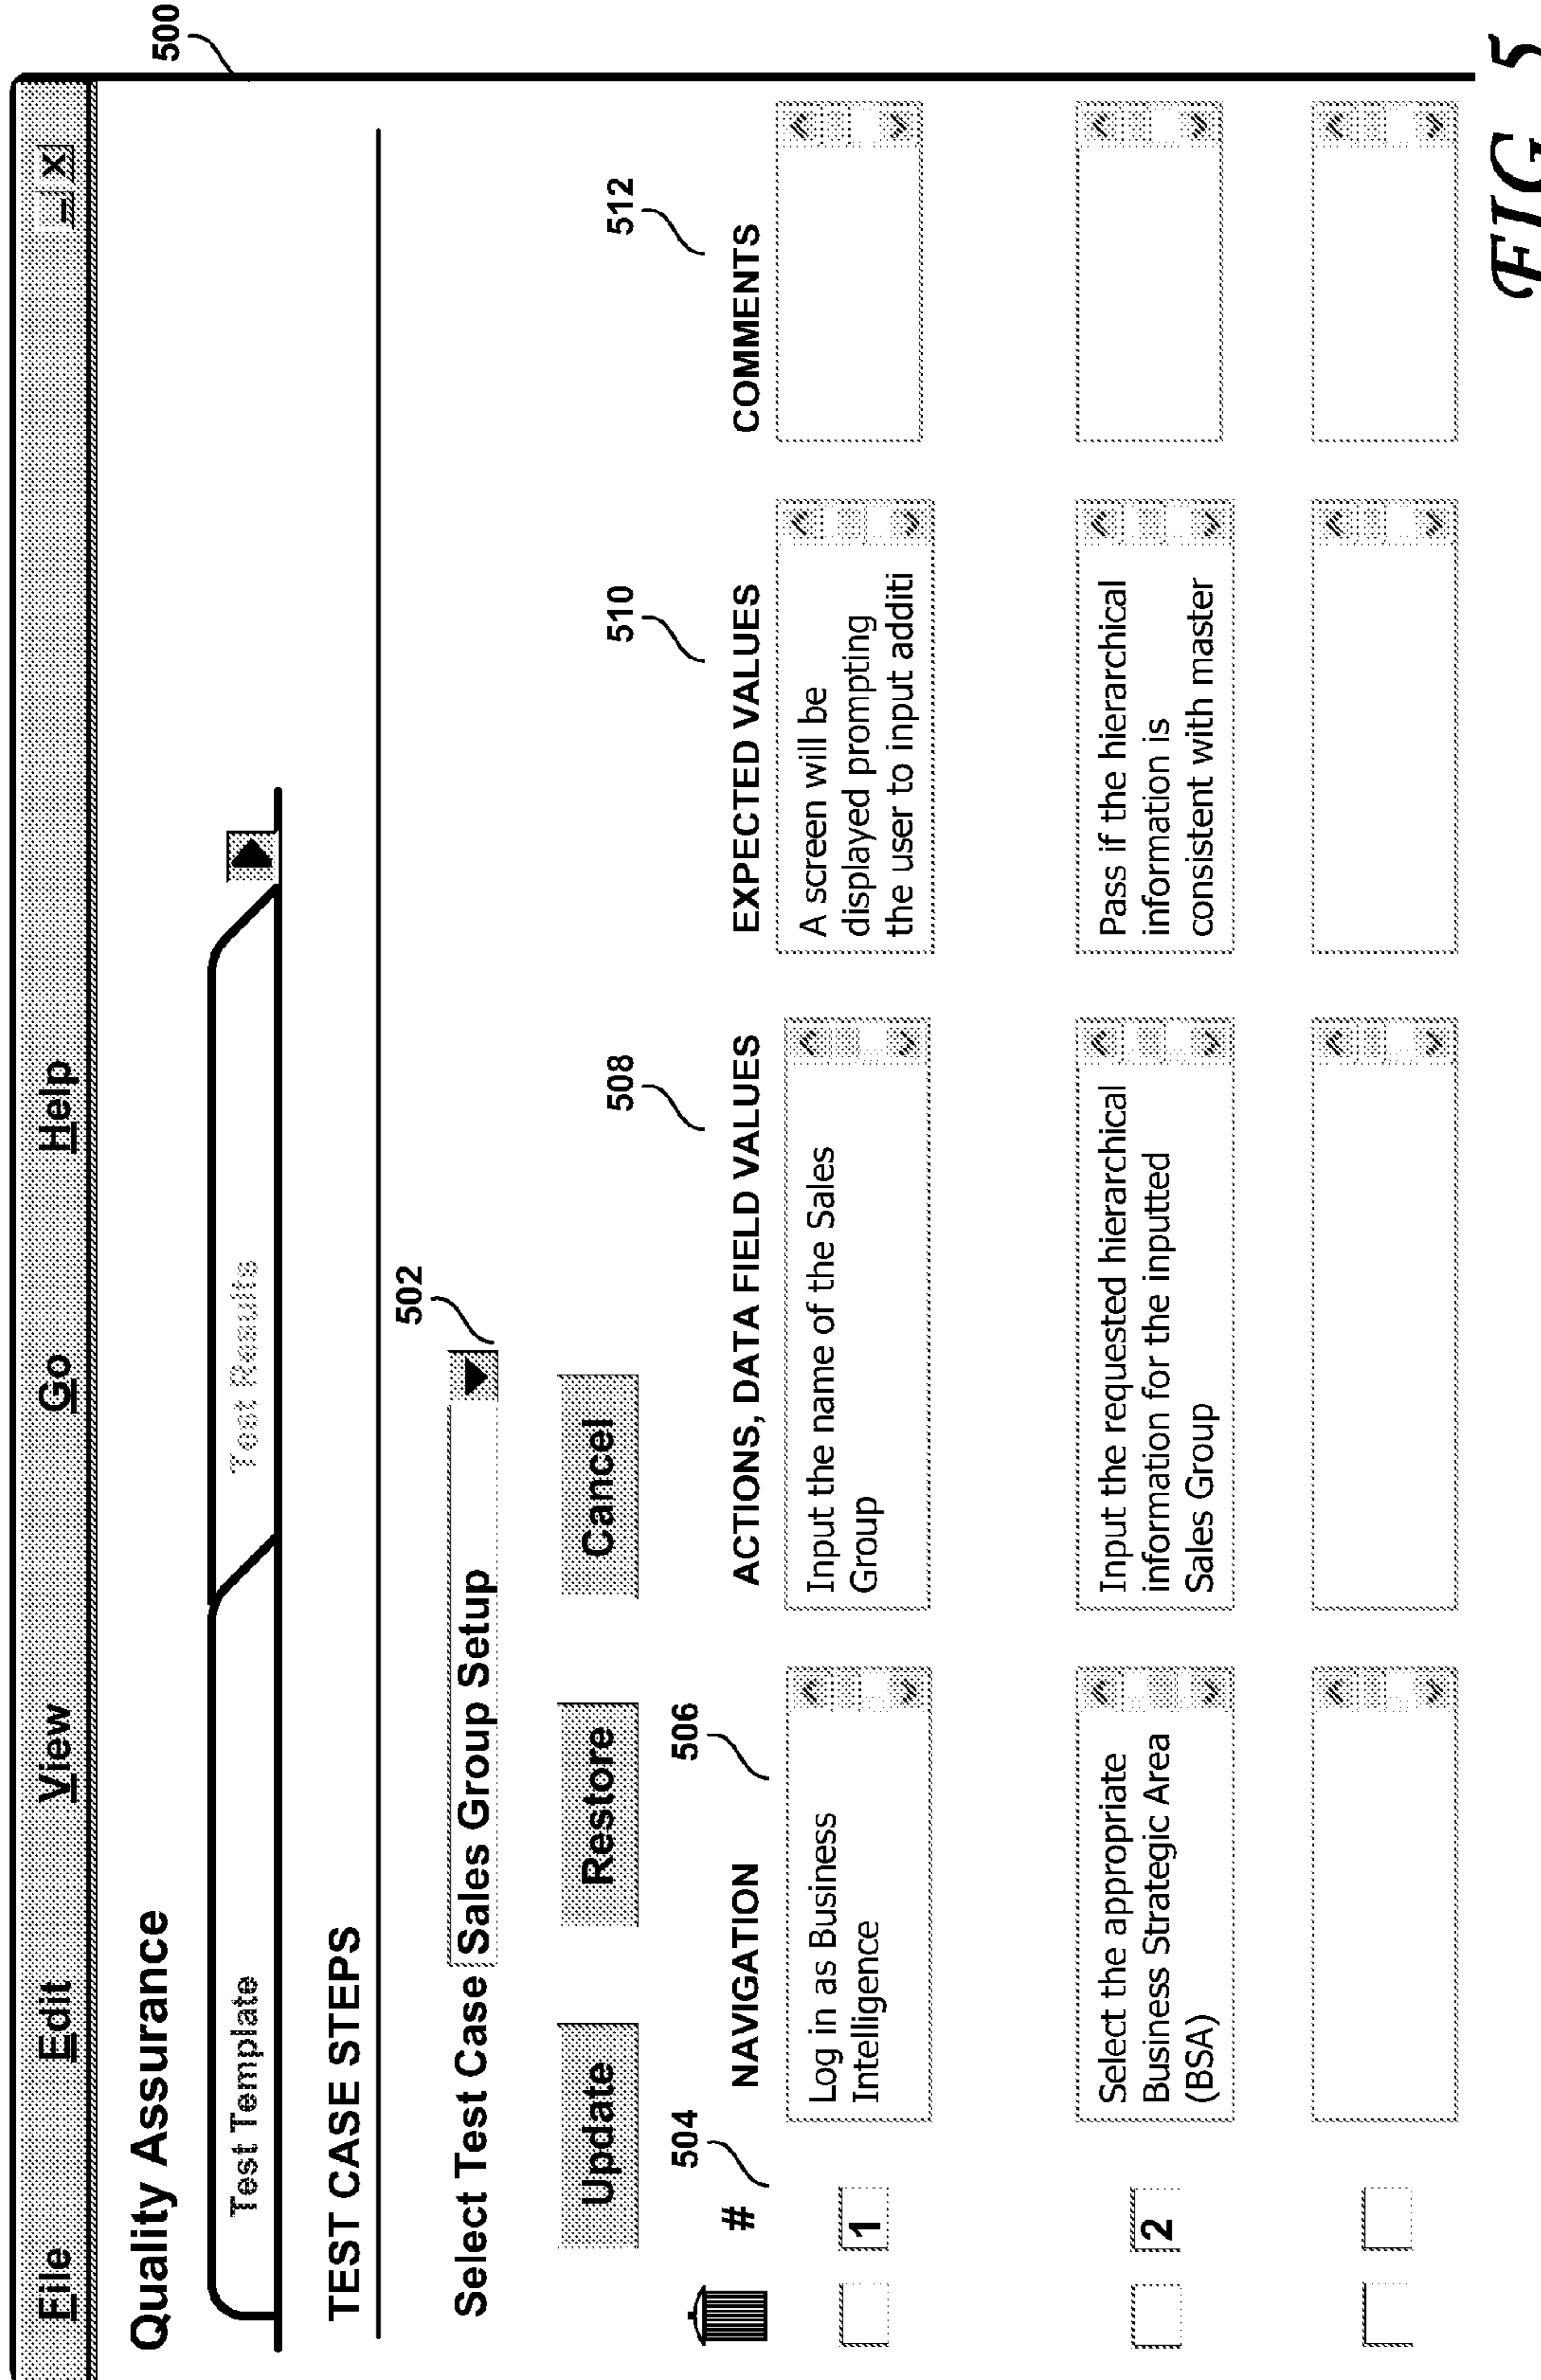 File Edit View Go Help
500
Quality Assurance
Test Template Test Results
TEST CASE STEPS
502
Select Test Case Sales Group Setup
Update Restore Cancel
504 506 508 510 512
# NAVIGATION ACTIONS, DATA FIELD VALUES EXPECTED VALUES COMMENTS
1
Log in as Business
Intelligence
Input the name of the Sales
Group
A screen will be
displayed prompting
the user to input additi
2
Select the appropriate
Business Strategic Area
(BSA)
Input the requested hierarchical
information for the inputted
Sales Group
Pass if the hierarchical
information is
consistent with master
FIG 5